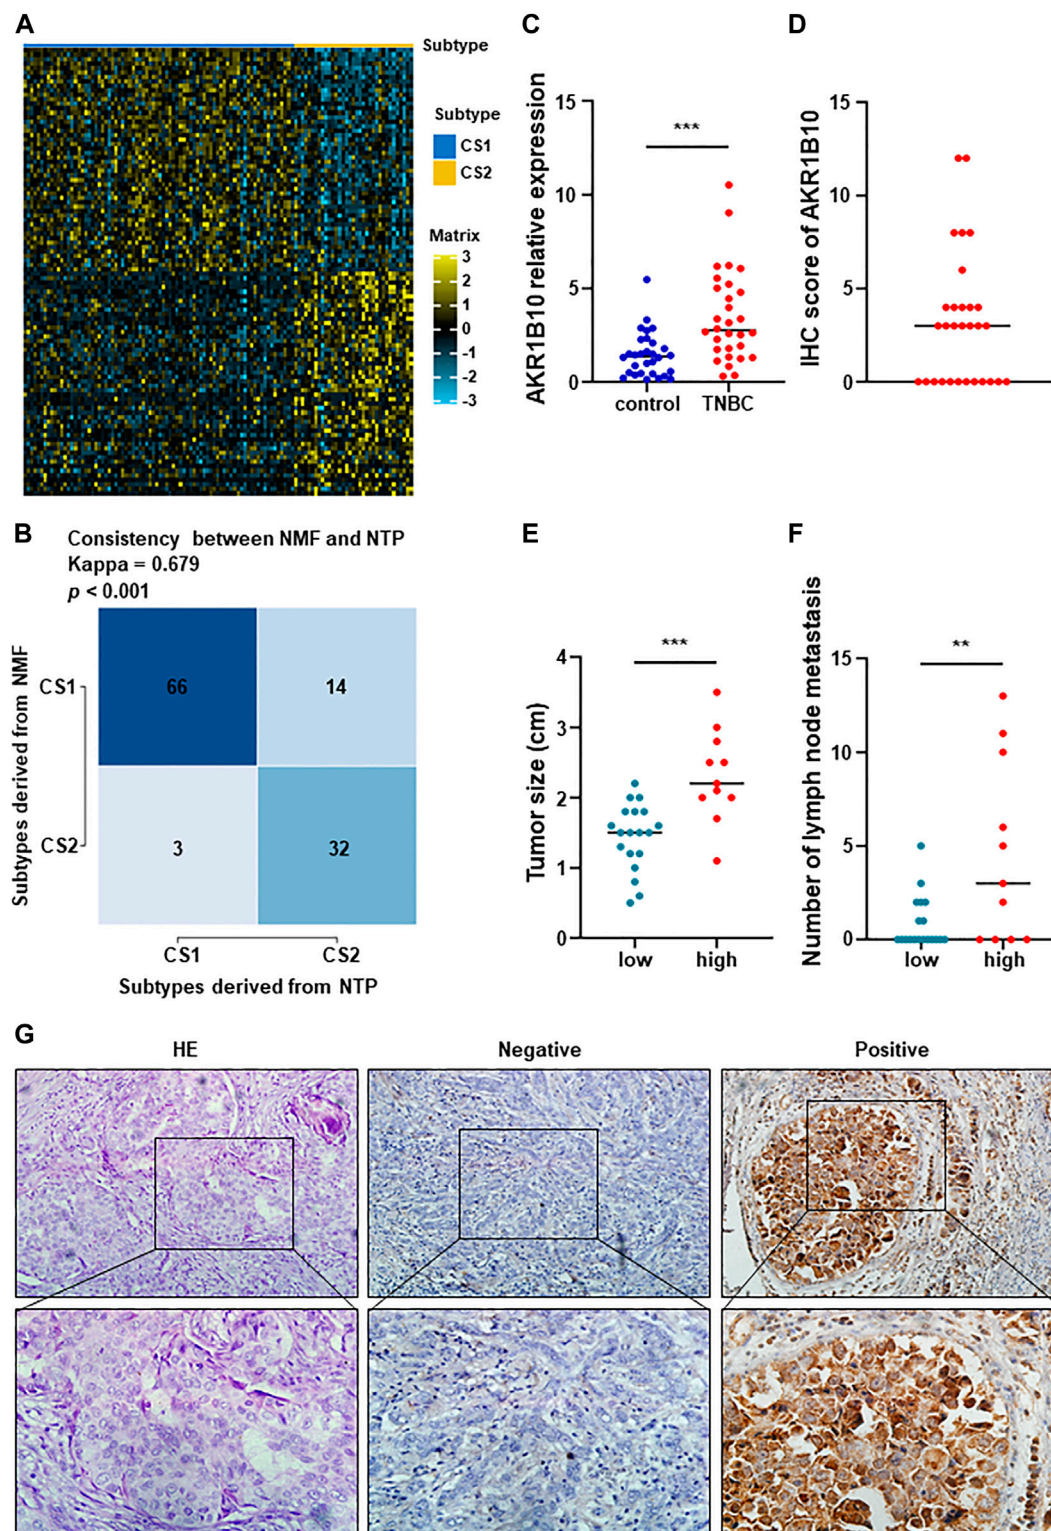 A
Subtype
Subtype
CS1
CS2
Matrix
3
2
1
0
-1
-2
-3
C
AKR1B10 relative expression
15
10
5
0
***
control
TNBC
D
IHC score of AKR1B10
15
10
5
0
B
Consistency between NMF and NTP
Kappa = 0.679
p < 0.001
Subtypes derived from NMF
CS1
CS2
66
14
3
32
CS1
CS2
Subtypes derived from NTP
E
Tumor size (cm)
4
3
2
1
0
***
low
high
F
Number of lymph node metastasis
15
10
5
0
**
low
high
G
HE
Negative
Positive